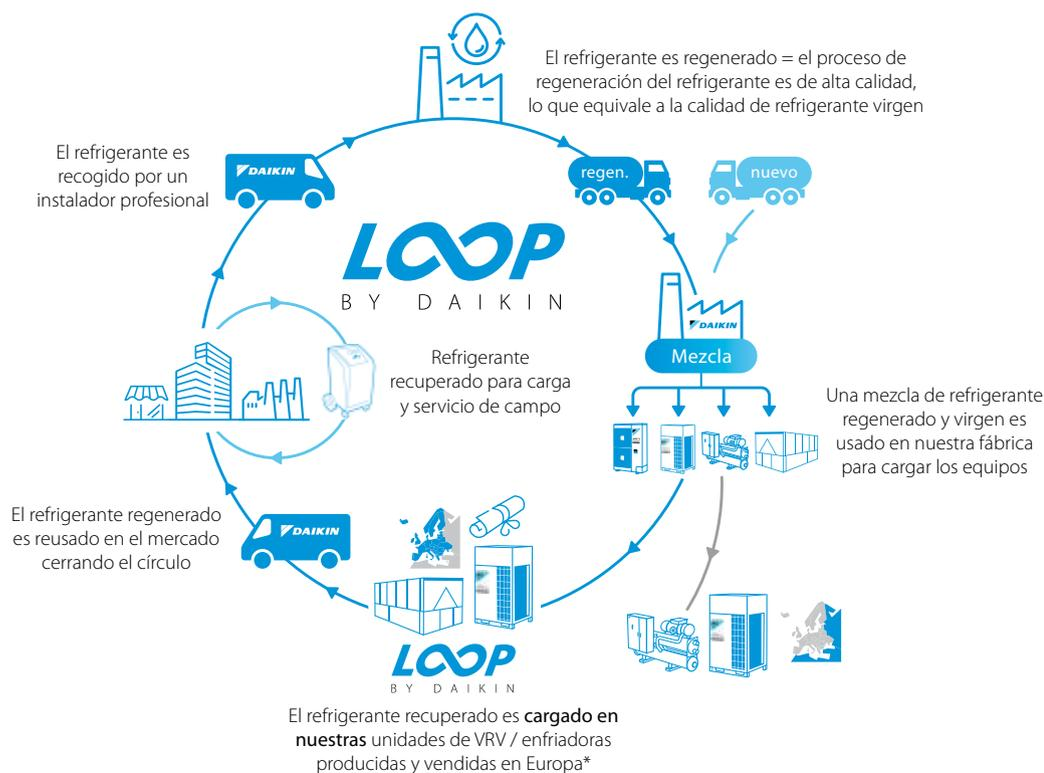 El refrigerante es regenerado = el proceso de
regeneración del refrigerante es de alta calidad,
lo que equivale a la calidad de refrigerante virgen
El refrigerante es
recogido por un
instalador profesional
DAIKIN
regen.
nuevo
LOOP
BY DAIKIN
DAIKIN
Mezcla
Refrigerante
recuperado para carga
y servicio de campo
Una mezcla de refrigerante
regenerado y virgen es
usado en nuestra fábrica
para cargar los equipos
El refrigerante regenerado
es reusado en el mercado
cerrando el círculo
DAIKIN
LOOP
BY DAIKIN
El refrigerante recuperado es cargado en
nuestras unidades de VRV / enfriadoras
producidas y vendidas en Europa*